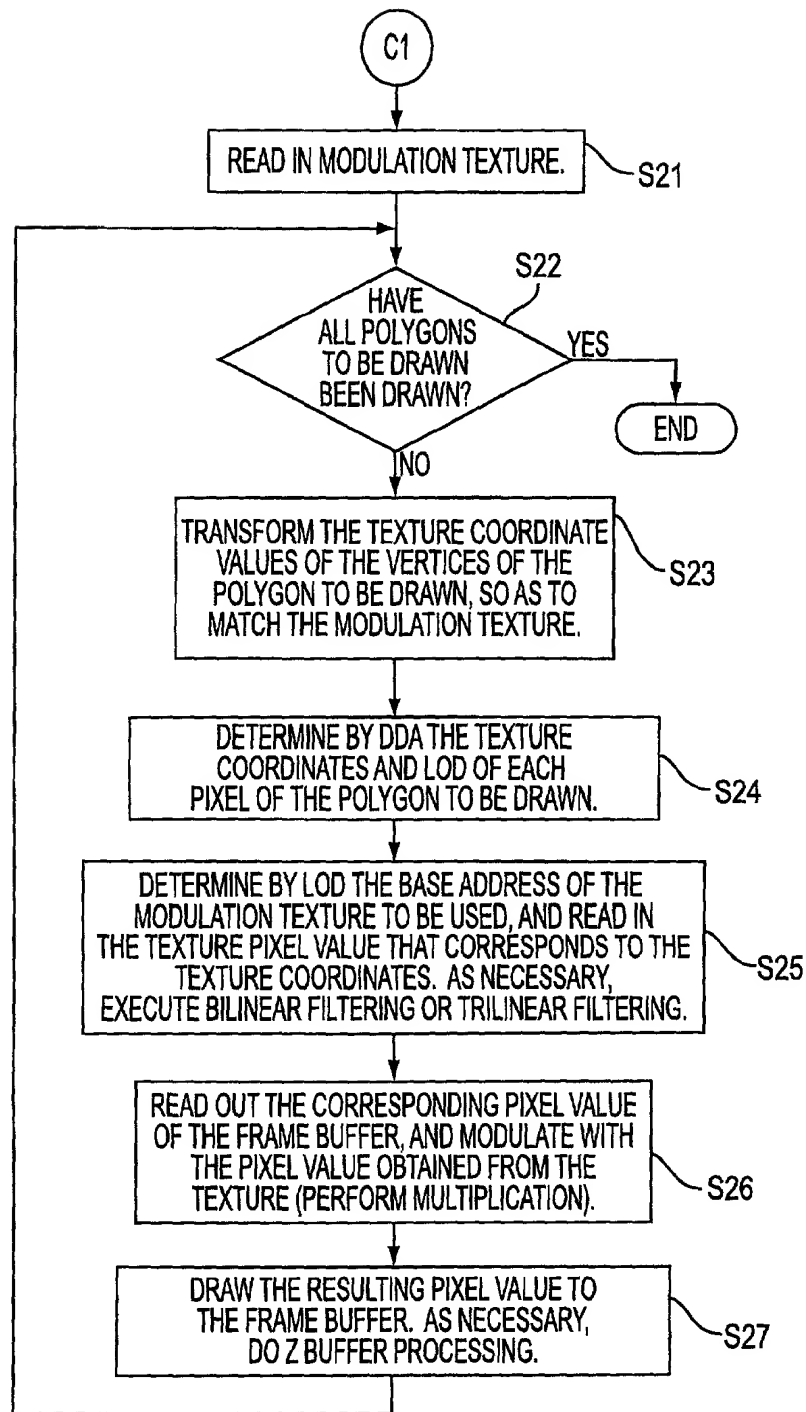 C1
READ IN MODULATION TEXTURE.
S21
S22
HAVE
ALL POLYGONS
TO BE DRAWN
BEEN DRAWN?
YES
END
NO
TRANSFORM THE TEXTURE COORDINATE
VALUES OF THE VERTICES OF THE
POLYGON TO BE DRAWN, SO AS TO
MATCH THE MODULATION TEXTURE.
S23
DETERMINE BY DDA THE TEXTURE
COORDINATES AND LOD OF EACH
PIXEL OF THE POLYGON TO BE DRAWN.
S24
DETERMINE BY LOD THE BASE ADDRESS OF THE
MODULATION TEXTURE TO BE USED, AND READ IN
THE TEXTURE PIXEL VALUE THAT CORRESPONDS TO THE
TEXTURE COORDINATES. AS NECESSARY,
EXECUTE BILINEAR FILTERING OR TRILINEAR FILTERING.
S25
READ OUT THE CORRESPONDING PIXEL VALUE
OF THE FRAME BUFFER, AND MODULATE WITH
THE PIXEL VALUE OBTAINED FROM THE
TEXTURE (PERFORM MULTIPLICATION).
S26
DRAW THE RESULTING PIXEL VALUE TO
THE FRAME BUFFER. AS NECESSARY,
DO Z BUFFER PROCESSING.
S27